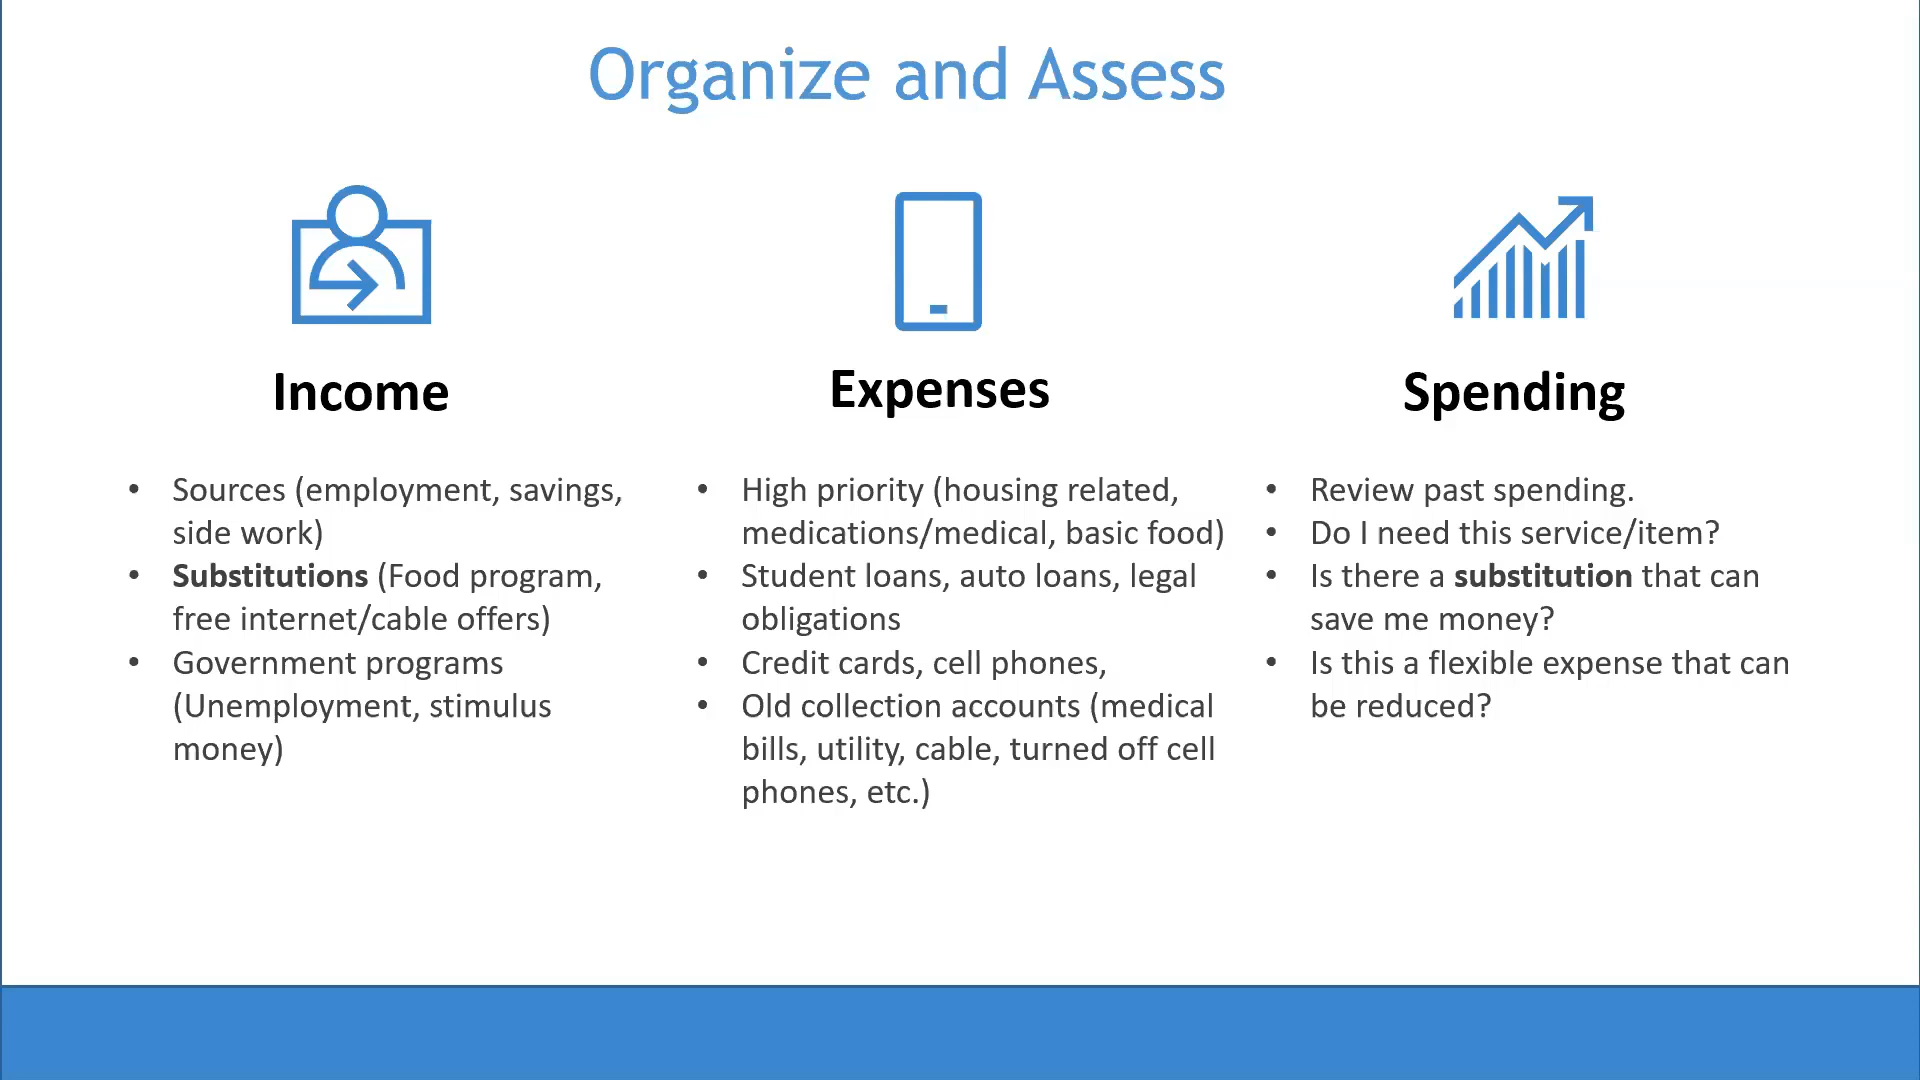 Organize and Assess
Income
• Sources (employment, savings,
side work)
• Substitutions (Food program,
free internet/cable offers)
• Government programs
(Unemployment, stimulus
money)
Expenses
• High priority (housing related,
medications/medical, basic food)
• Student loans, auto loans, legal
obligations
• Credit cards, cell phones,
• Old collection accounts (medical
bills, utility, cable, turned off cell
phones, etc.)
Spending
• Review past spending.
• Do I need this service/item?
• Is there a substitution that can
save me money?
• Is this a flexible expense that can
be reduced?